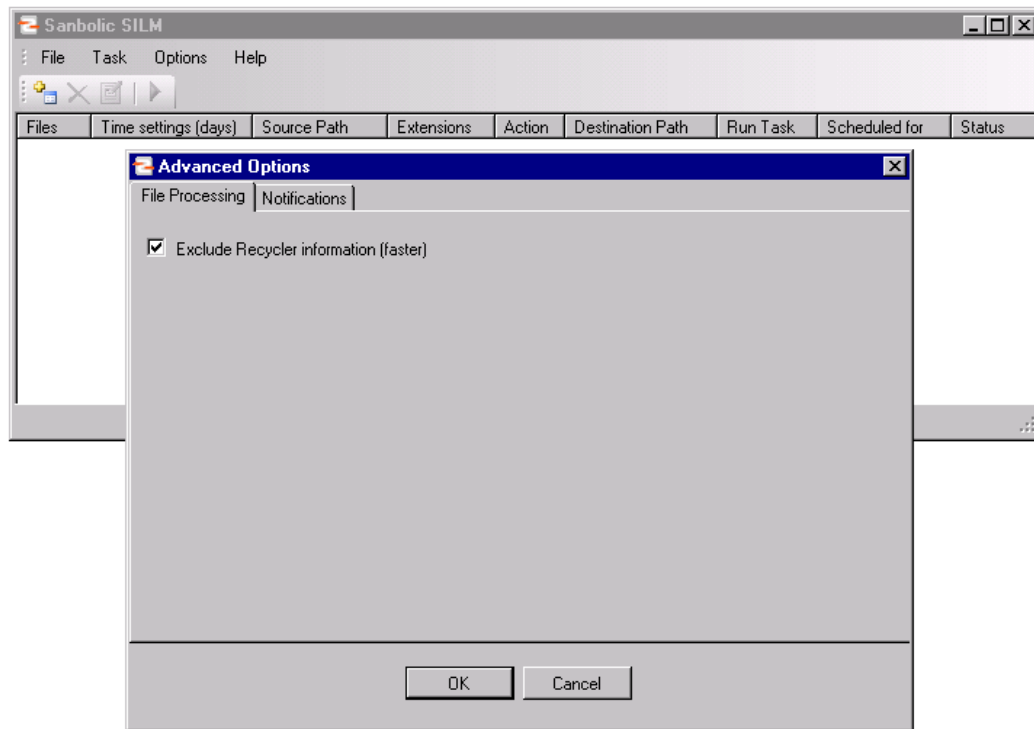 Sanbolic SILM
File Task Options Help
Files Time settings (days) Source Path Extensions Action Destination Path Run Task Scheduled for Status
Advanced Options
File Processing Notifications
Exclude Recycler information (faster)
OK Cancel